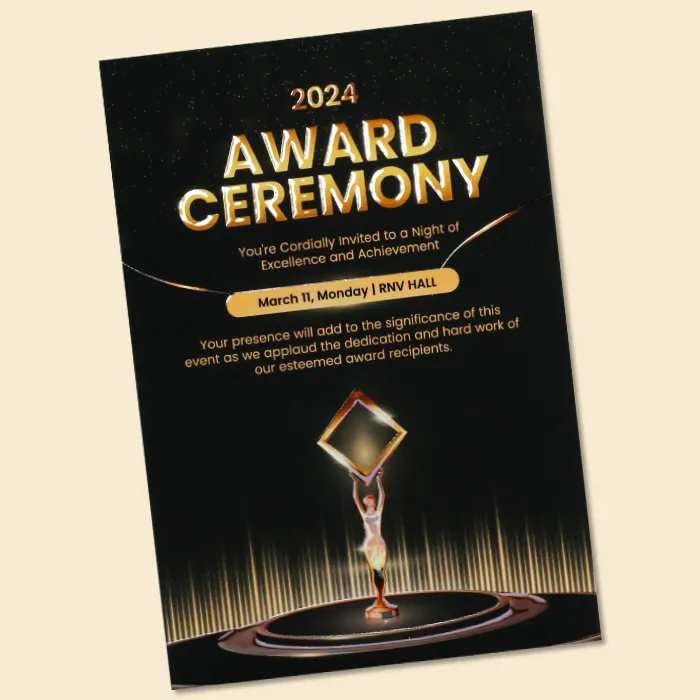 2024
AWARD
CEREMONY
You're Cordially Invited to a Night of
Excellence and Achievement
March 11, Monday | RNV HALL
Your presence will add to the significance of this
event as we applaud the dedication and hard work of
our esteemed award recipients.